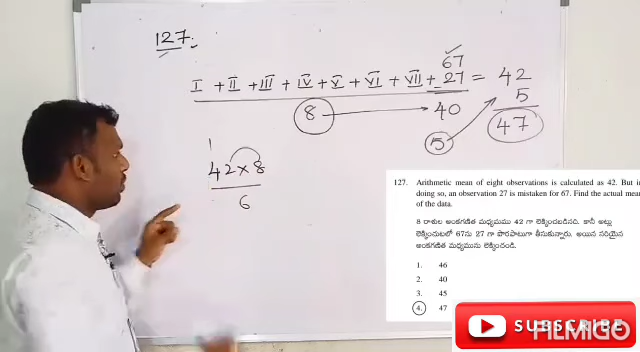 127.
67
I + II + III + IV + V + VI + VII + 27 = 42
8
40
5
5
47
1
42 × 8
6
127. Arithmetic mean of eight observations is calculated as 42. But in
doing so, an observation 27 is mistaken for 67. Find the actual mean
of the data.
8 రాశుల అంకగణిత మధ్యమము 42 గా లెక్కించబడినది. కానీ అట్లు
లెక్కించుటలో 67ను 27 గా పొరపాటుగా తీసుకున్నారు. అయిన సరియైన
అంకగణిత మధ్యమమును లెక్కించండి.
1. 46
2. 40
3. 45
4. 47
SUBSCRIBE